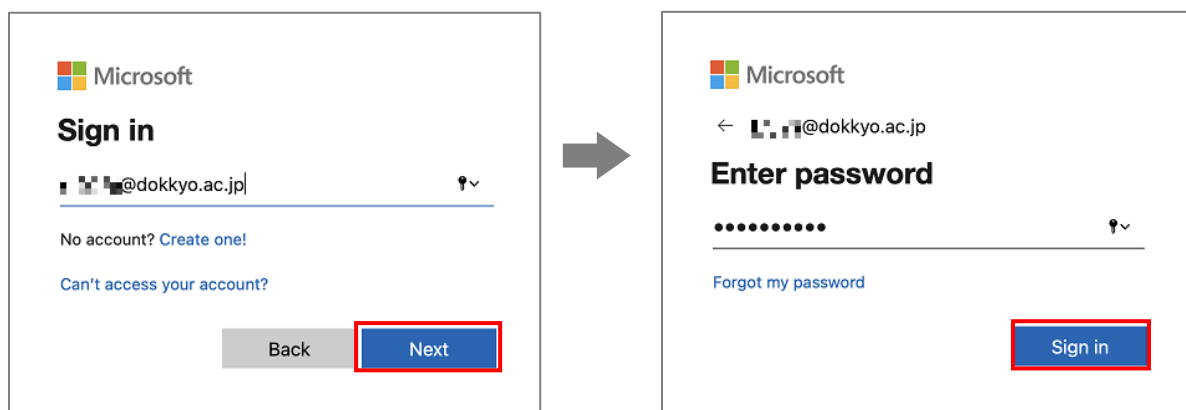 Microsoft
Sign in
@dokkyo.ac.jp
No account? Create one!
Can't access your account?
Back
Next
Microsoft
@dokkyo.ac.jp
Enter password
••••••••••
Forgot my password
Sign in